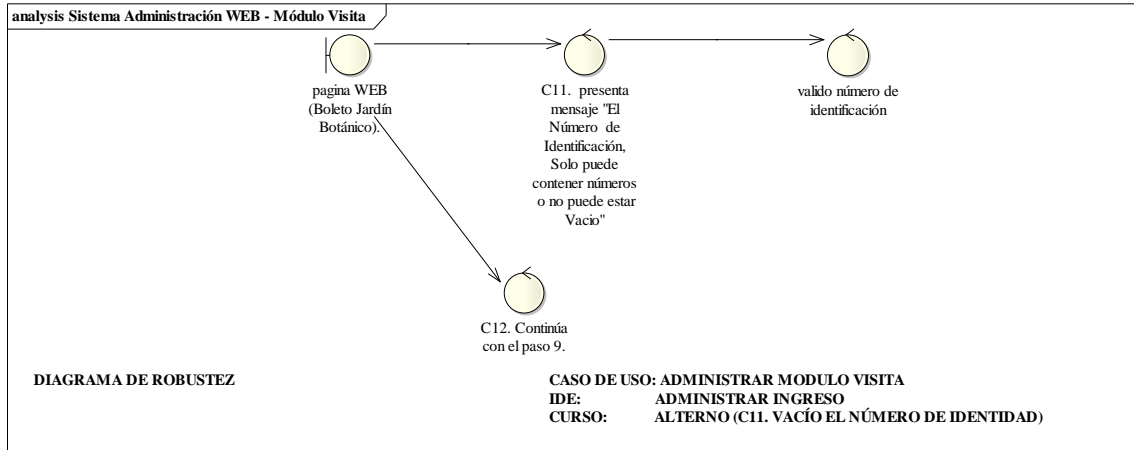 analysis Sistema Administración WEB - Módulo Visita
pagina WEB
(Boleto Jardín
Botánico).
C11. presenta
mensaje "El
Número de
Identificación,
Solo puede
contener números
o no puede estar
Vacio"
valido número de
identificación
C12. Continúa
con el paso 9.
DIAGRAMA DE ROBUSTEZ
CASO DE USO: ADMINISTRAR MODULO VISITA
IDE: ADMINISTRAR INGRESO
CURSO: ALTERNO (C11. VACÍO EL NÚMERO DE IDENTIDAD)